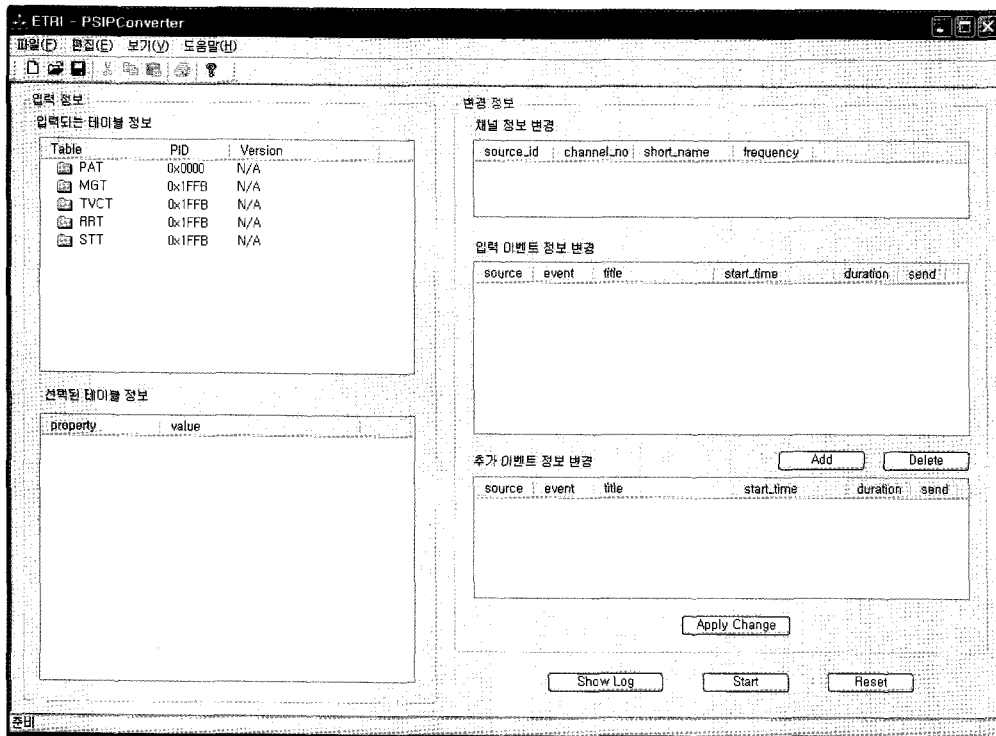 ETRI - PSIPConverter
파일(F) 편집(E) 보기(V) 도움말(H)
입력 정보
입력되는 테이블 정보
Table PID Version
PAT 0x0000 N/A
MGT 0x1FFB N/A
TVCT 0x1FFB N/A
RRT 0x1FFB N/A
STT 0x1FFB N/A
선택된 테이블 정보
property value
변경 정보
채널 정보 변경
source_id channel_no short_name frequency
입력 이벤트 정보 변경
source event title start_time duration send
추가 이벤트 정보 변경 Add Delete
source event title start_time duration send
Apply Change
Show Log Start Reset
준비